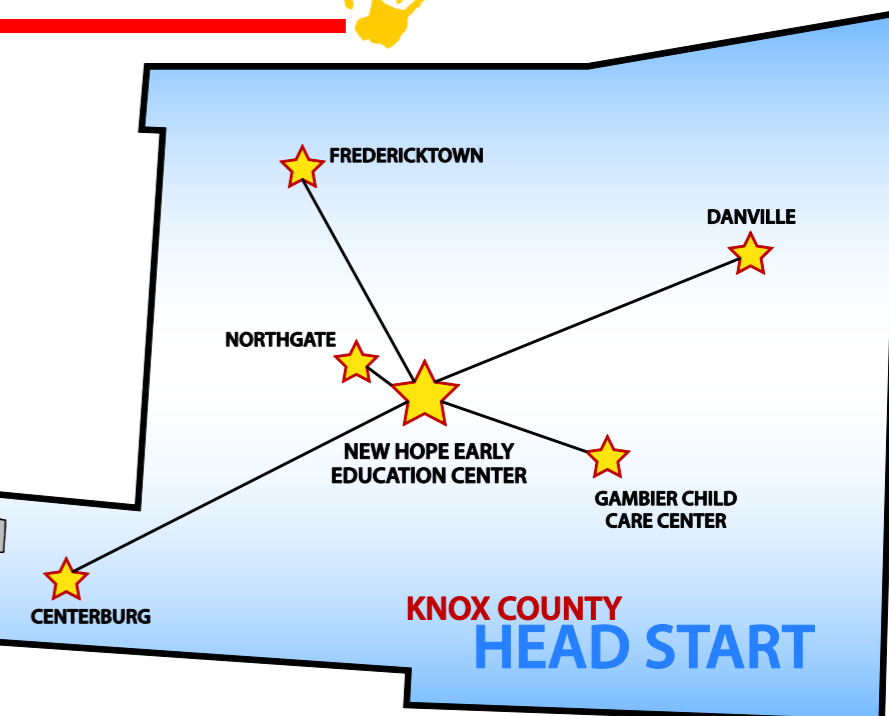 FREDERICKTOWN
DANVILLE
NORTHGATE
NEW HOPE EARLY
EDUCATION CENTER
GAMBIER CHILD
CARE CENTER
CENTERBURG
KNOX COUNTY
HEAD START